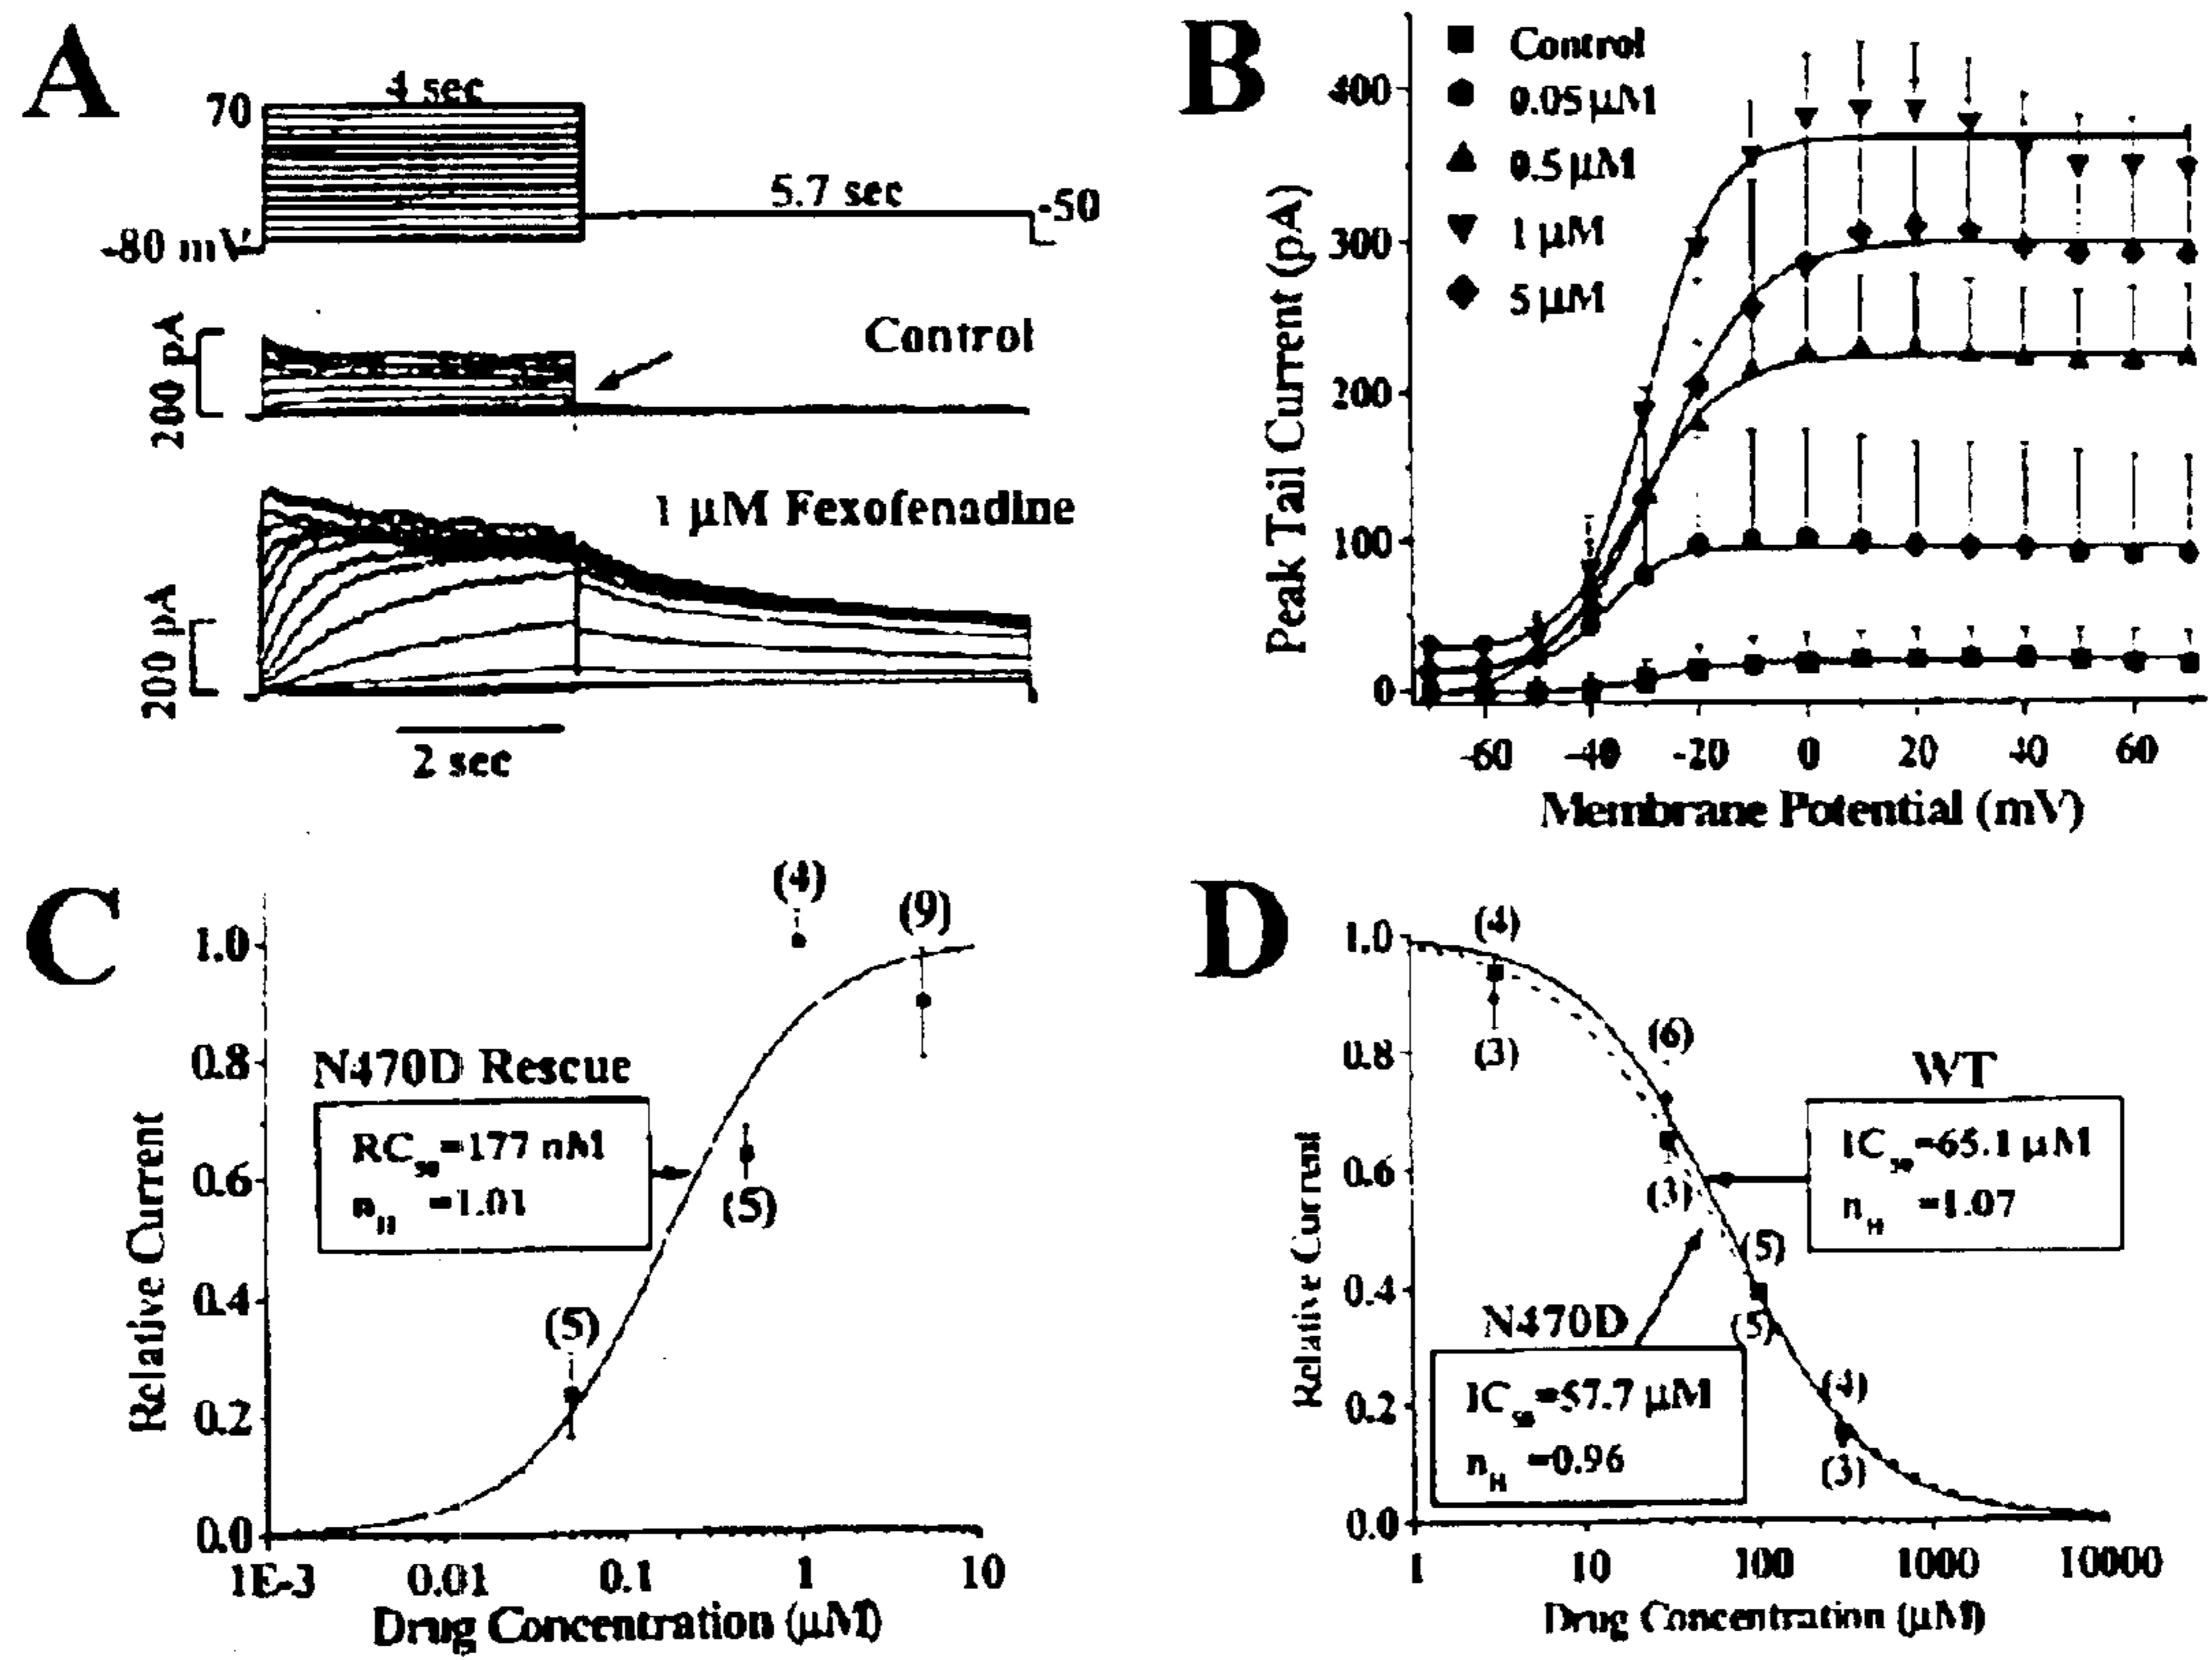 A
4 sec
70
5.7 sec
-50
-80 mV
200 pA
Control
1 µM Fexofenadine
200 pA
2 sec
B
Control
0.05 µM
0.5 µM
1 µM
5 µM
Peak Tail Current (pA)
400
300
200
100
0
-60 -40 -20 0 20 40 60
Membrane Potential (mV)
C
(4)
(9)
1.0
0.8
0.6
0.4
0.2
0.0
Relative Current
N470D Rescue
RC50=177 nM
nH =1.01
(5)
(5)
1E-3 0.01 0.1 1 10
Drug Concentration (µM)
D
(4)
1.0
0.8
0.6
0.4
0.2
0.0
Relative Current
(3)
(6)
(3)
WT
IC50=65.1 µM
nH =1.07
(5)
(5)
N470D
IC50=57.7 µM
nH =0.96
(4)
(3)
1 10 100 1000 10000
Drug Concentration (µM)